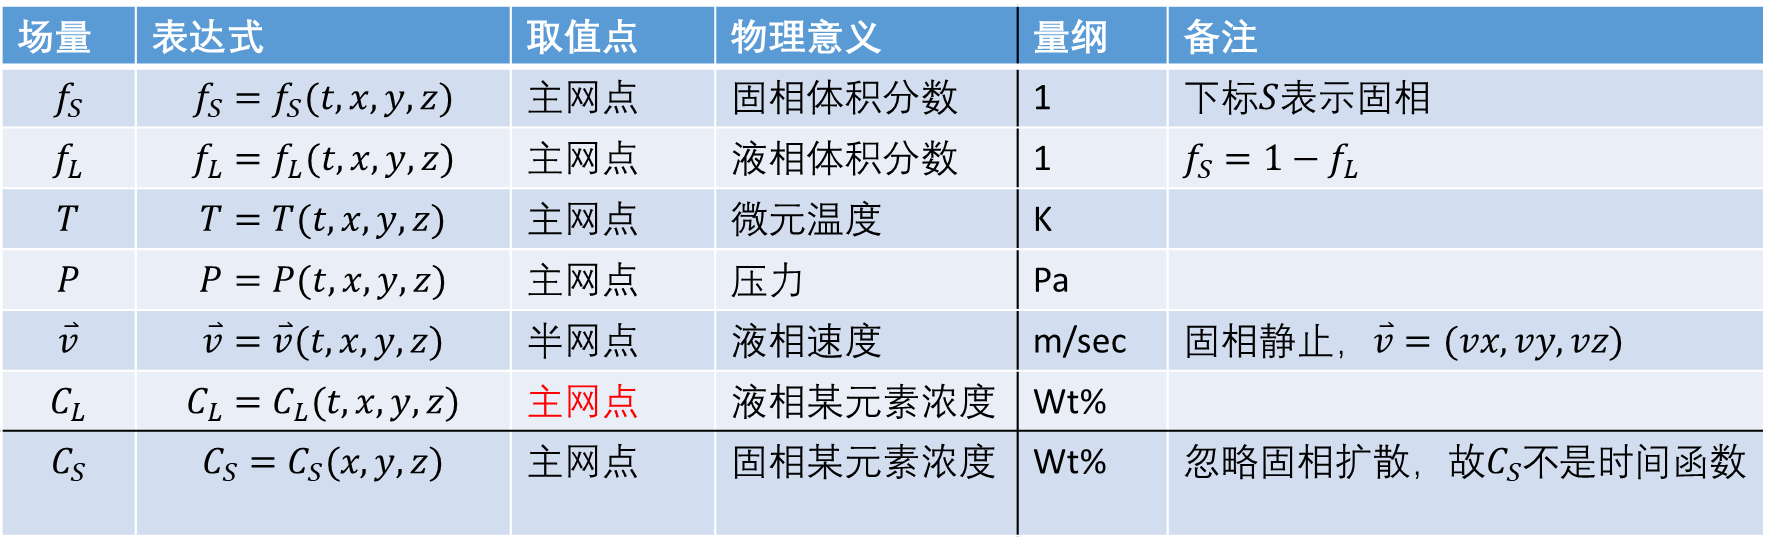 场量 表达式 取值点 物理意义 量纲 备注
f_S f_S = f_S(t, x, y, z) 主网点 固相体积分数 1 下标S表示固相
f_L f_L = f_L(t, x, y, z) 主网点 液相体积分数 1 f_S = 1 − f_L
T T = T(t, x, y, z) 主网点 微元温度 K
P P = P(t, x, y, z) 主网点 压力 Pa
v⃗ v⃗ = v⃗(t, x, y, z) 半网点 液相速度 m/sec 固相静止，v⃗ = (vx, vy, vz)
C_L C_L = C_L(t, x, y, z) 主网点 液相某元素浓度 Wt%
C_S C_S = C_S(x, y, z) 主网点 固相某元素浓度 Wt% 忽略固相扩散，故C_S不是时间函数